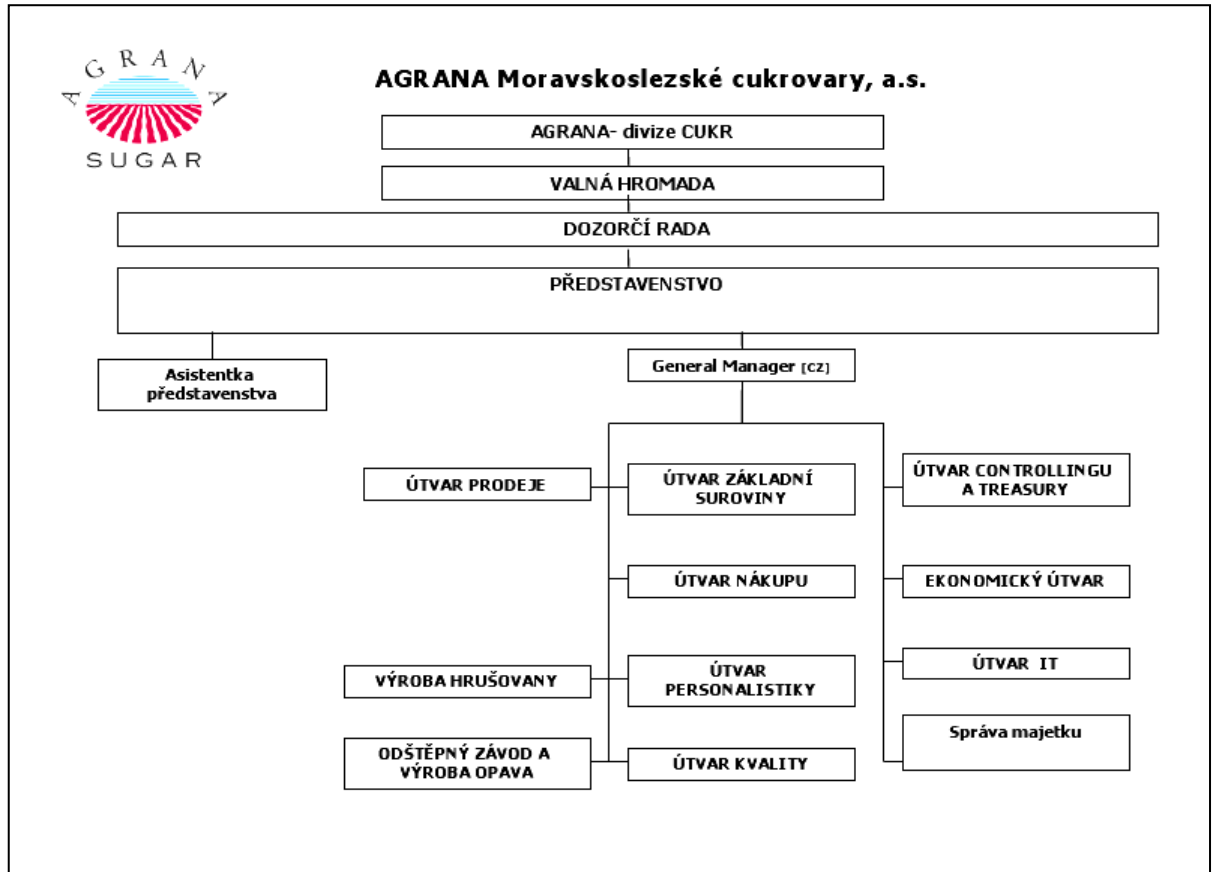 AGRANA
SUGAR
AGRANA Moravskoslezské cukrovary, a.s.
AGRANA- divize CUKR
VALNÁ HROMADA
DOZORČÍ RADA
PŘEDSTAVENSTVO
Asistentka
představenstva
General Manager [CZ]
ÚTVAR PRODEJE
ÚTVAR ZÁKLADNÍ
SUROVINY
ÚTVAR CONTROLLINGU
A TREASURY
ÚTVAR NÁKUPU
EKONOMICKÝ ÚTVAR
VÝROBA HRUŠOVANY
ÚTVAR
PERSONALISTIKY
ÚTVAR IT
ODŠTĚPNÝ ZÁVOD A
VÝROBA OPAVA
ÚTVAR KVALITY
Správa majetku